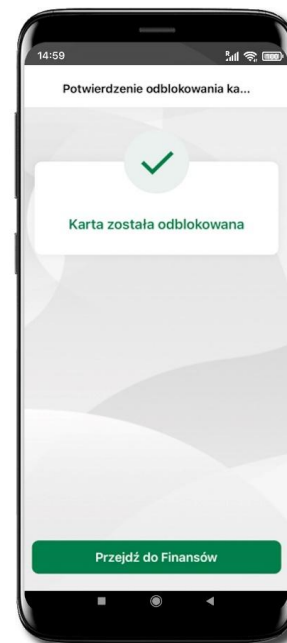 14:59
Potwierdzenie odblokowania ka...
Karta została odblokowana
Przejdź do Finansów